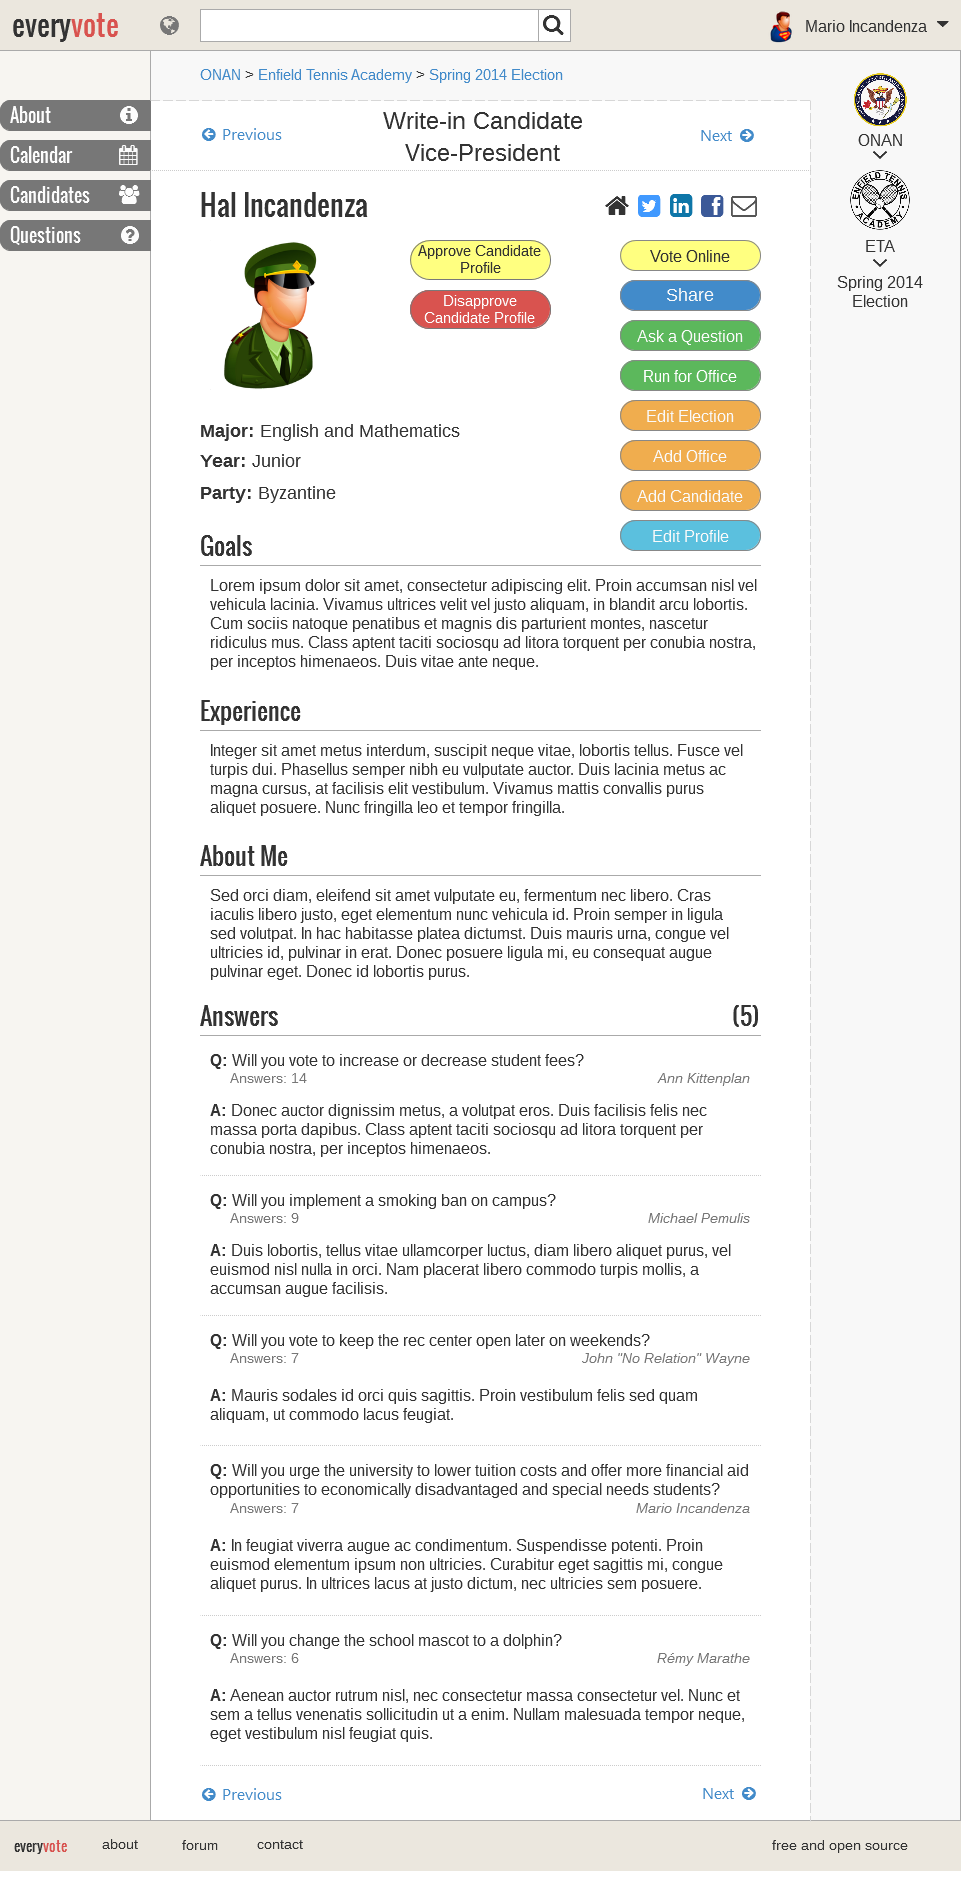 everyvote
Mario Incandenza
ONAN > Enfield Tennis Academy > Spring 2014 Election
About
Calendar
Candidates
Questions
Previous
Write-in Candidate
Vice-President
Next
ONAN
ENFIELD TENNIS
ACADEMY
ETA
Spring 2014
Election
Hal Incandenza
Approve Candidate
Profile
Disapprove
Candidate Profile
Vote Online
Share
Ask a Question
Run for Office
Edit Election
Add Office
Add Candidate
Edit Profile
Major: English and Mathematics
Year: Junior
Party: Byzantine
Goals
Lorem ipsum dolor sit amet, consectetur adipiscing elit. Proin accumsan nisl vel
vehicula lacinia. Vivamus ultrices velit vel justo aliquam, in blandit arcu lobortis.
Cum sociis natoque penatibus et magnis dis parturient montes, nascetur
ridiculus mus. Class aptent taciti sociosqu ad litora torquent per conubia nostra,
per inceptos himenaeos. Duis vitae ante neque.
Experience
Integer sit amet metus interdum, suscipit neque vitae, lobortis tellus. Fusce vel
turpis dui. Phasellus semper nibh eu vulputate auctor. Duis lacinia metus ac
magna cursus, at facilisis elit vestibulum. Vivamus mattis convallis purus
aliquet posuere. Nunc fringilla leo et tempor fringilla.
About Me
Sed orci diam, eleifend sit amet vulputate eu, fermentum nec libero. Cras
iaculis libero justo, eget elementum nunc vehicula id. Proin semper in ligula
sed volutpat. In hac habitasse platea dictumst. Duis mauris urna, congue vel
ultricies id, pulvinar in erat. Donec posuere ligula mi, eu consequat augue
pulvinar eget. Donec id lobortis purus.
Answers (5)
Q: Will you vote to increase or decrease student fees?
Answers: 14 Ann Kittenplan
A: Donec auctor dignissim metus, a volutpat eros. Duis facilisis felis nec
massa porta dapibus. Class aptent taciti sociosqu ad litora torquent per
conubia nostra, per inceptos himenaeos.
Q: Will you implement a smoking ban on campus?
Answers: 9 Michael Pemulis
A: Duis lobortis, tellus vitae ullamcorper luctus, diam libero aliquet purus, vel
euismod nisl nulla in orci. Nam placerat libero commodo turpis mollis, a
accumsan augue facilisis.
Q: Will you vote to keep the rec center open later on weekends?
Answers: 7 John "No Relation" Wayne
A: Mauris sodales id orci quis sagittis. Proin vestibulum felis sed quam
aliquam, ut commodo lacus feugiat.
Q: Will you urge the university to lower tuition costs and offer more financial aid
opportunities to economically disadvantaged and special needs students?
Answers: 7 Mario Incandenza
A: In feugiat viverra augue ac condimentum. Suspendisse potenti. Proin
euismod elementum ipsum non ultricies. Curabitur eget sagittis mi, congue
aliquet purus. In ultrices lacus at justo dictum, nec ultricies sem posuere.
Q: Will you change the school mascot to a dolphin?
Answers: 6 Rémy Marathe
A: Aenean auctor rutrum nisl, nec consectetur massa consectetur vel. Nunc et
sem a tellus venenatis sollicitudin ut a enim. Nullam malesuada tempor neque,
eget vestibulum nisl feugiat quis.
Previous
Next
everyvote
about
forum
contact
free and open source